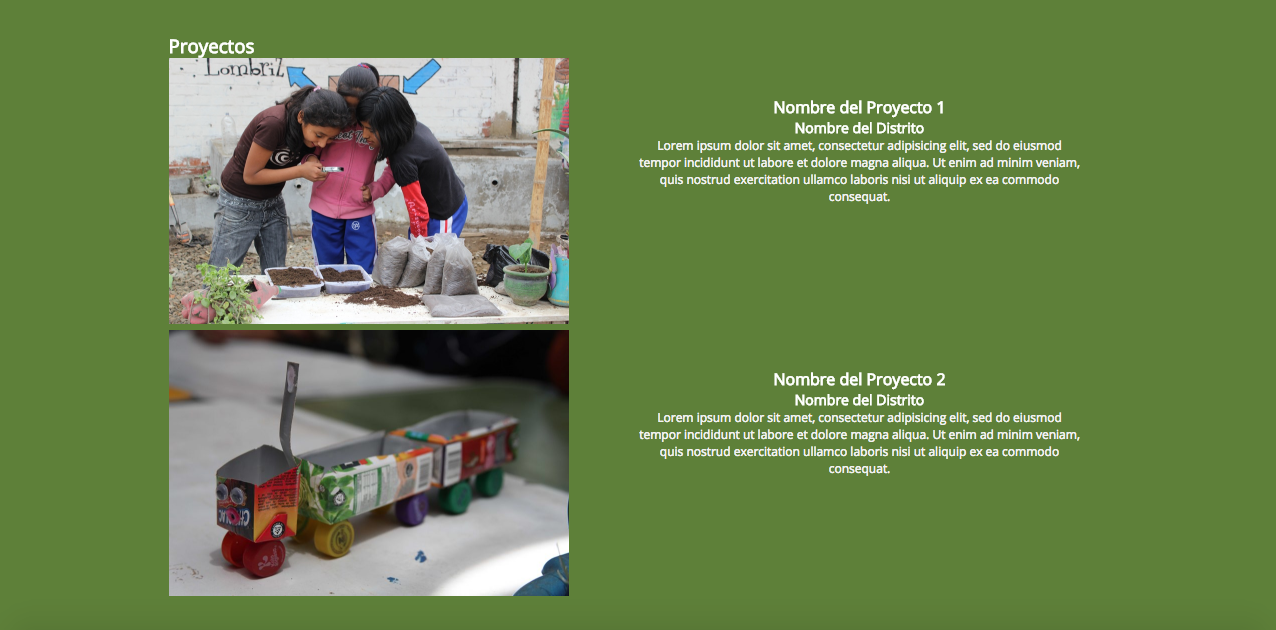 Proyectos
Lombriz
Nombre del Proyecto 1
Nombre del Distrito
Lorem ipsum dolor sit amet, consectetur adipisicing elit, sed do eiusmod
tempor incididunt ut labore et dolore magna aliqua. Ut enim ad minim veniam,
quis nostrud exercitation ullamco laboris nisi ut aliquip ex ea commodo
consequat.
Nombre del Proyecto 2
Nombre del Distrito
Lorem ipsum dolor sit amet, consectetur adipisicing elit, sed do eiusmod
tempor incididunt ut labore et dolore magna aliqua. Ut enim ad minim veniam,
quis nostrud exercitation ullamco laboris nisi ut aliquip ex ea commodo
consequat.